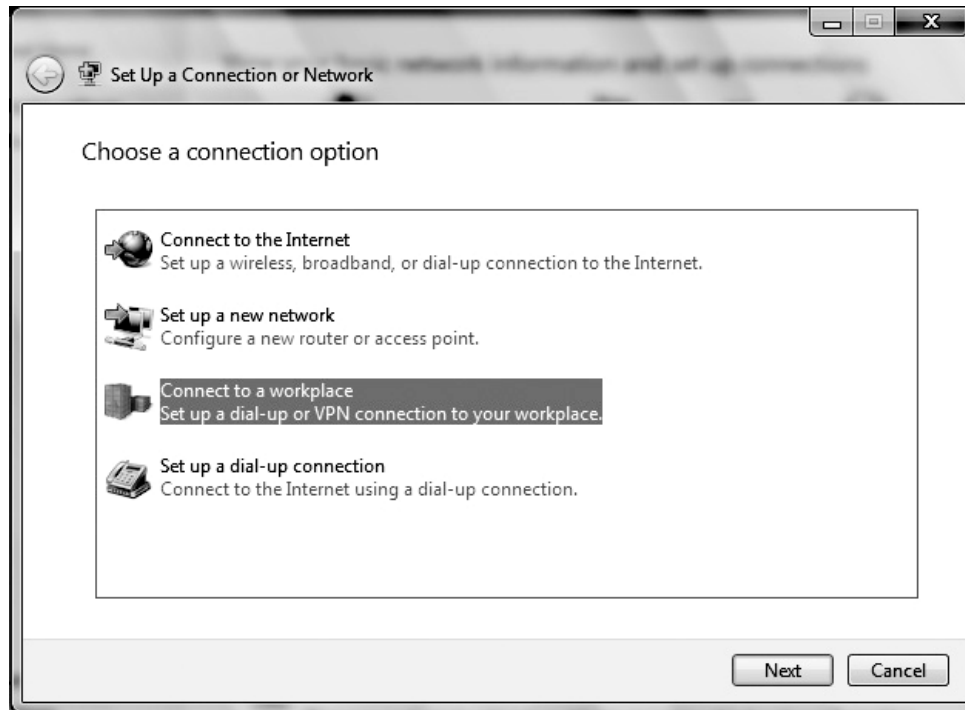 Set Up a Connection or Network
Choose a connection option
Connect to the Internet
Set up a wireless, broadband, or dial-up connection to the Internet.
Set up a new network
Configure a new router or access point.
Connect to a workplace
Set up a dial-up or VPN connection to your workplace.
Set up a dial-up connection
Connect to the Internet using a dial-up connection.
Next
Cancel